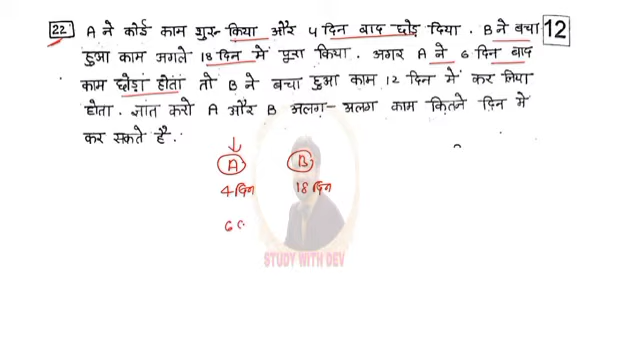 22. A ने कोई काम शुरू किया और 4 दिन बाद छोड़ दिया. B ने बचा 12
हुआ काम अगले 18 दिन में पूरा किया. अगर A ने 6 दिन बाद
काम छोड़ा होता तो B ने बचा हुआ काम 12 दिन में कर लिया
होता. ज्ञात करो A और B अलग-अलग काम कितने दिन में
कर सकते है.
A B
4 दिन 18 दिन
6
STUDY WITH DEV